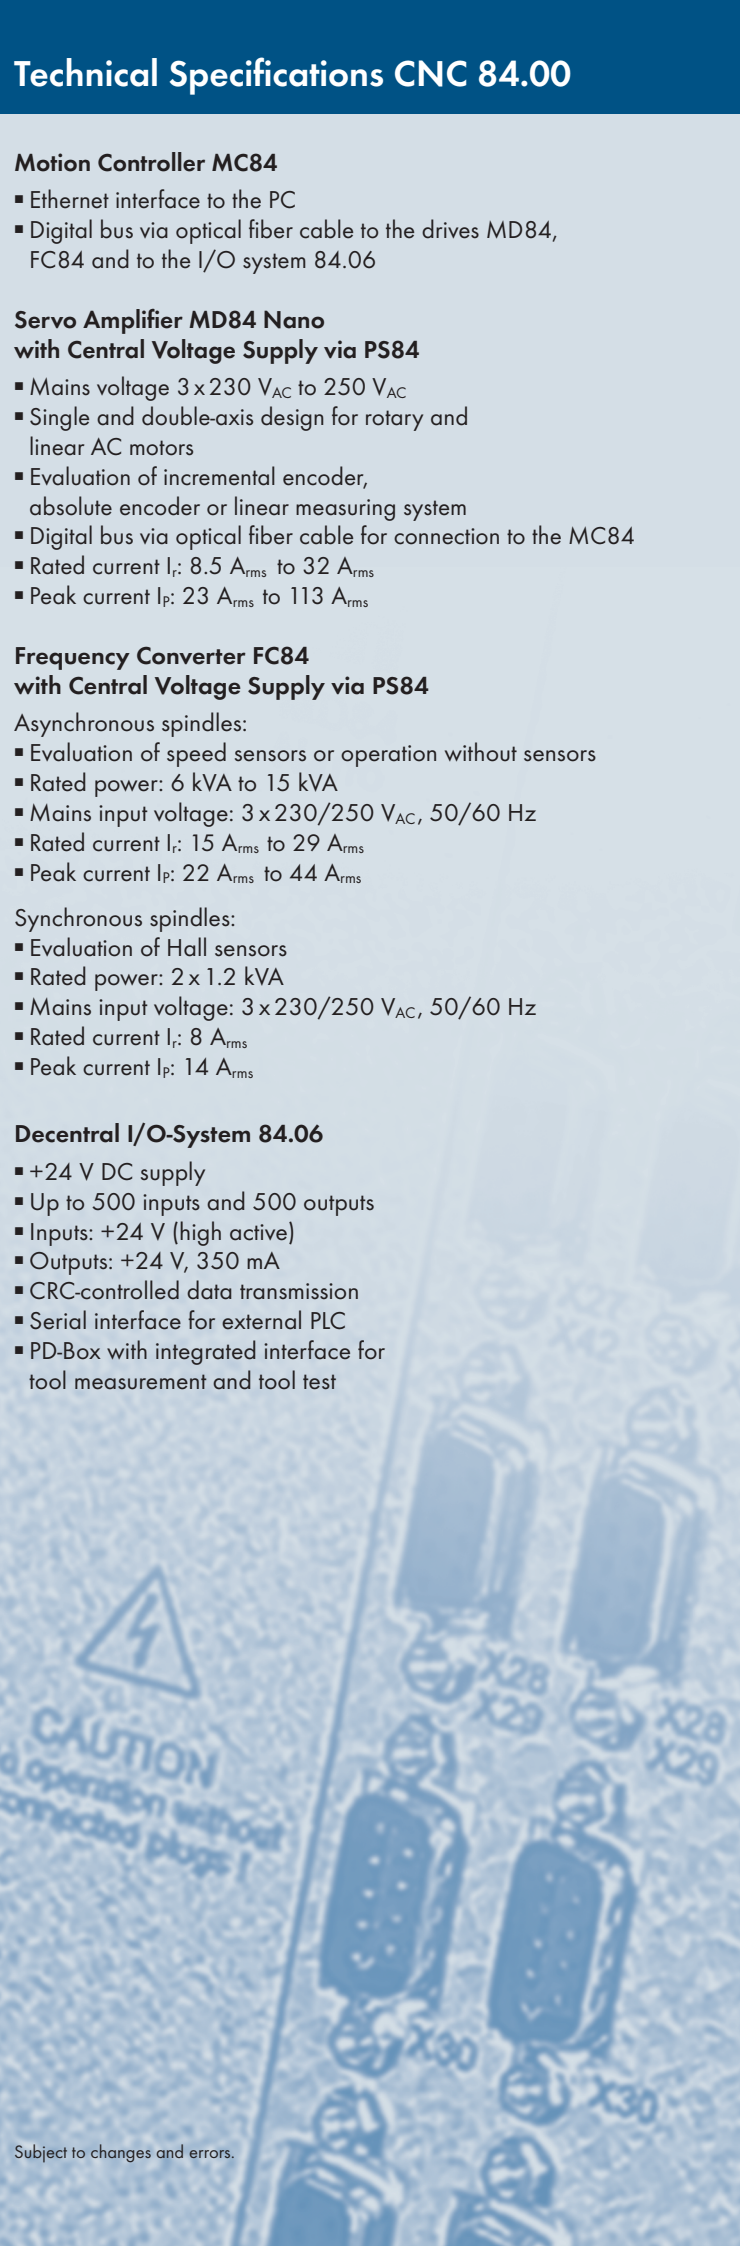 Technical Specifications CNC 84.00
Motion Controller MC84
▪ Ethernet interface to the PC
▪ Digital bus via optical fiber cable to the drives MD84,
FC84 and to the I/O system 84.06
Servo Amplifier MD84 Nano
with Central Voltage Supply via PS84
▪ Mains voltage 3 x 230 VAC to 250 VAC
▪ Single and double-axis design for rotary and
linear AC motors
▪ Evaluation of incremental encoder,
absolute encoder or linear measuring system
▪ Digital bus via optical fiber cable for connection to the MC84
▪ Rated current Ir: 8.5 Arms to 32 Arms
▪ Peak current IP: 23 Arms to 113 Arms
Frequency Converter FC84
with Central Voltage Supply via PS84
Asynchronous spindles:
▪ Evaluation of speed sensors or operation without sensors
▪ Rated power: 6 kVA to 15 kVA
▪ Mains input voltage: 3 x 230/250 VAC, 50/60 Hz
▪ Rated current Ir: 15 Arms to 29 Arms
▪ Peak current IP: 22 Arms to 44 Arms
Synchronous spindles:
▪ Evaluation of Hall sensors
▪ Rated power: 2 x 1.2 kVA
▪ Mains input voltage: 3 x 230/250 VAC, 50/60 Hz
▪ Rated current Ir: 8 Arms
▪ Peak current IP: 14 Arms
Decentral I/O-System 84.06
▪ +24 V DC supply
▪ Up to 500 inputs and 500 outputs
▪ Inputs: +24 V (high active)
▪ Outputs: +24 V, 350 mA
▪ CRC-controlled data transmission
▪ Serial interface for external PLC
▪ PD-Box with integrated interface for
tool measurement and tool test
X42
X28
X29
X28
X29
CAUTION
operation without
plugs !
X30
X30
Subject to changes and errors.